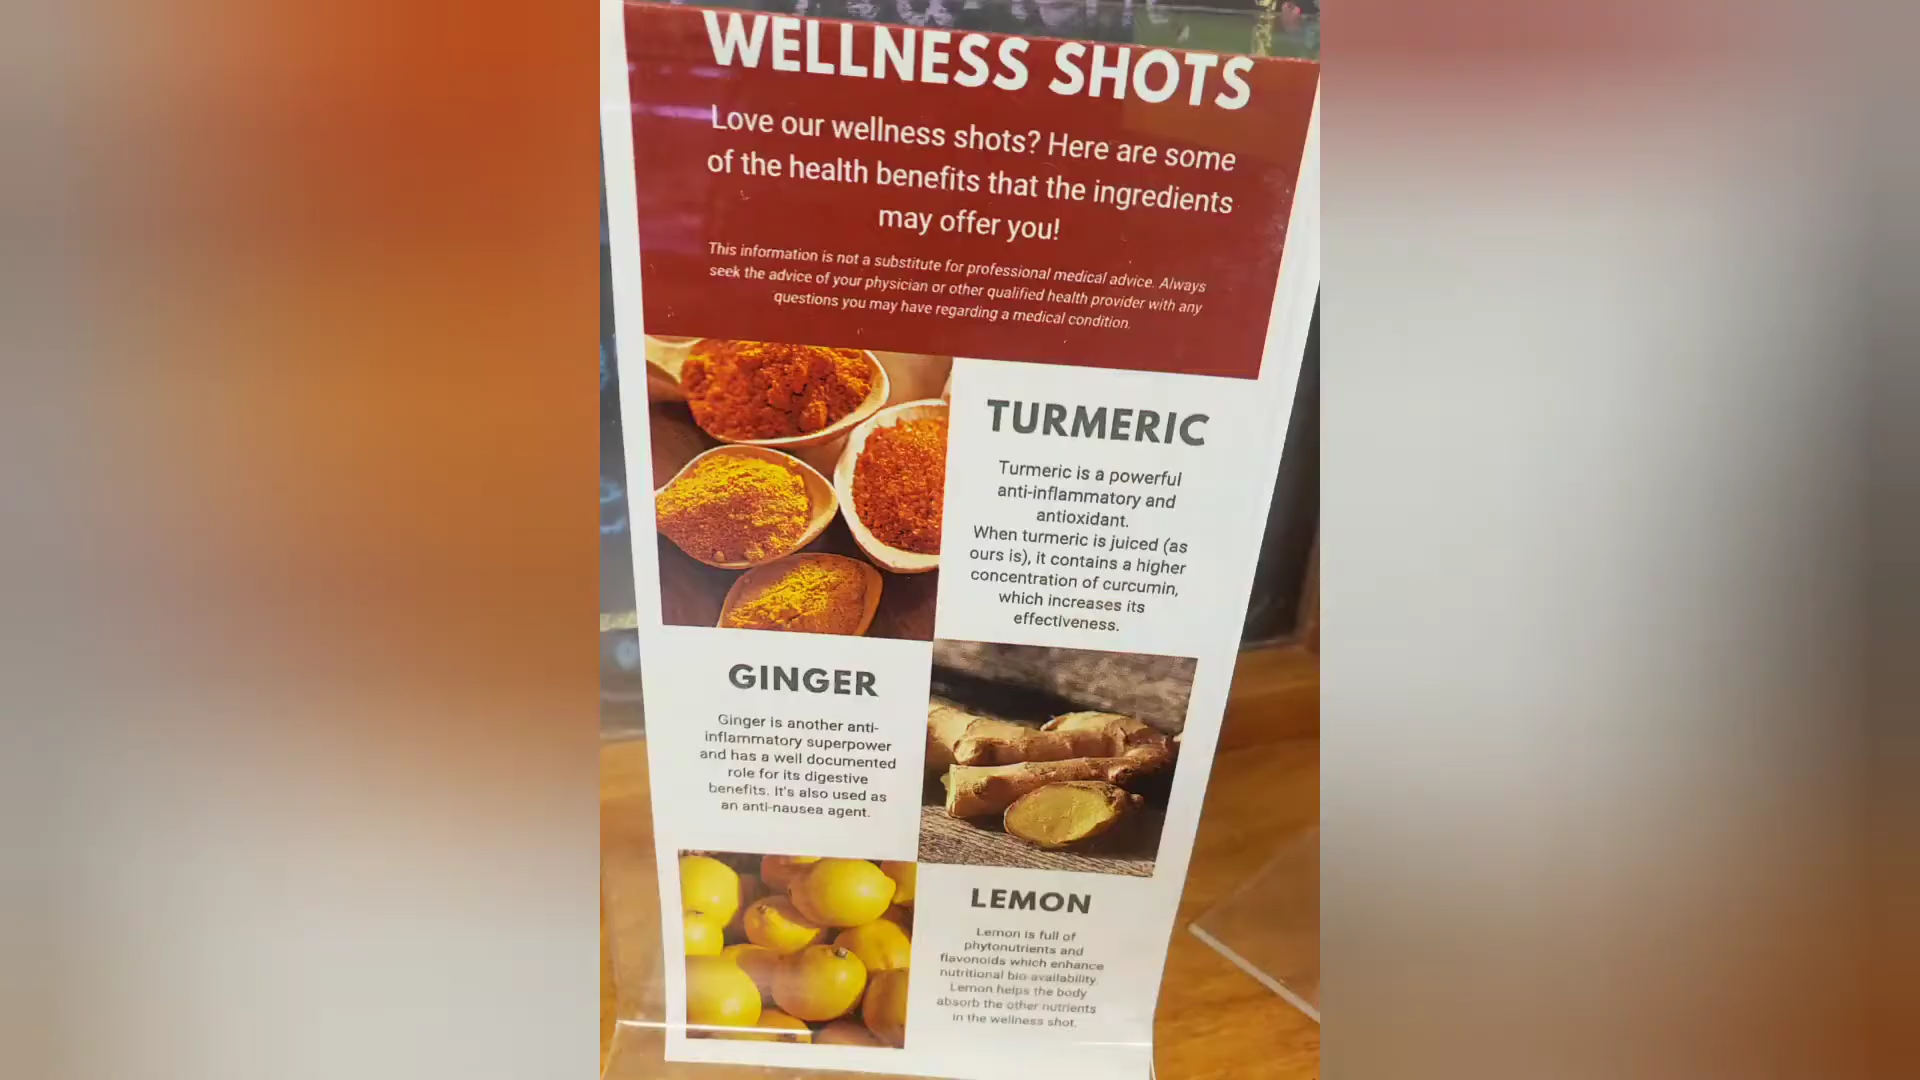 WELLNESS SHOTS
Love our wellness shots? Here are some
of the health benefits that the ingredients
may offer you!
This information is not a substitute for professional medical advice. Always
seek the advice of your physician or other qualified health provider with any
questions you may have regarding a medical condition.
TURMERIC
Turmeric is a powerful
anti-inflammatory and
antioxidant.
When turmeric is juiced (as
ours is), it contains a higher
concentration of curcumin,
which increases its
effectiveness.
GINGER
Ginger is another anti-
inflammatory superpower
and has a well documented
role for its digestive
benefits. It's also used as
an anti-nausea agent.
LEMON
Lemon is full of
phytonutrients and
flavonoids which enhance
nutritional bio-availability.
Lemon helps the body
absorb the other nutrients
in the wellness shot.